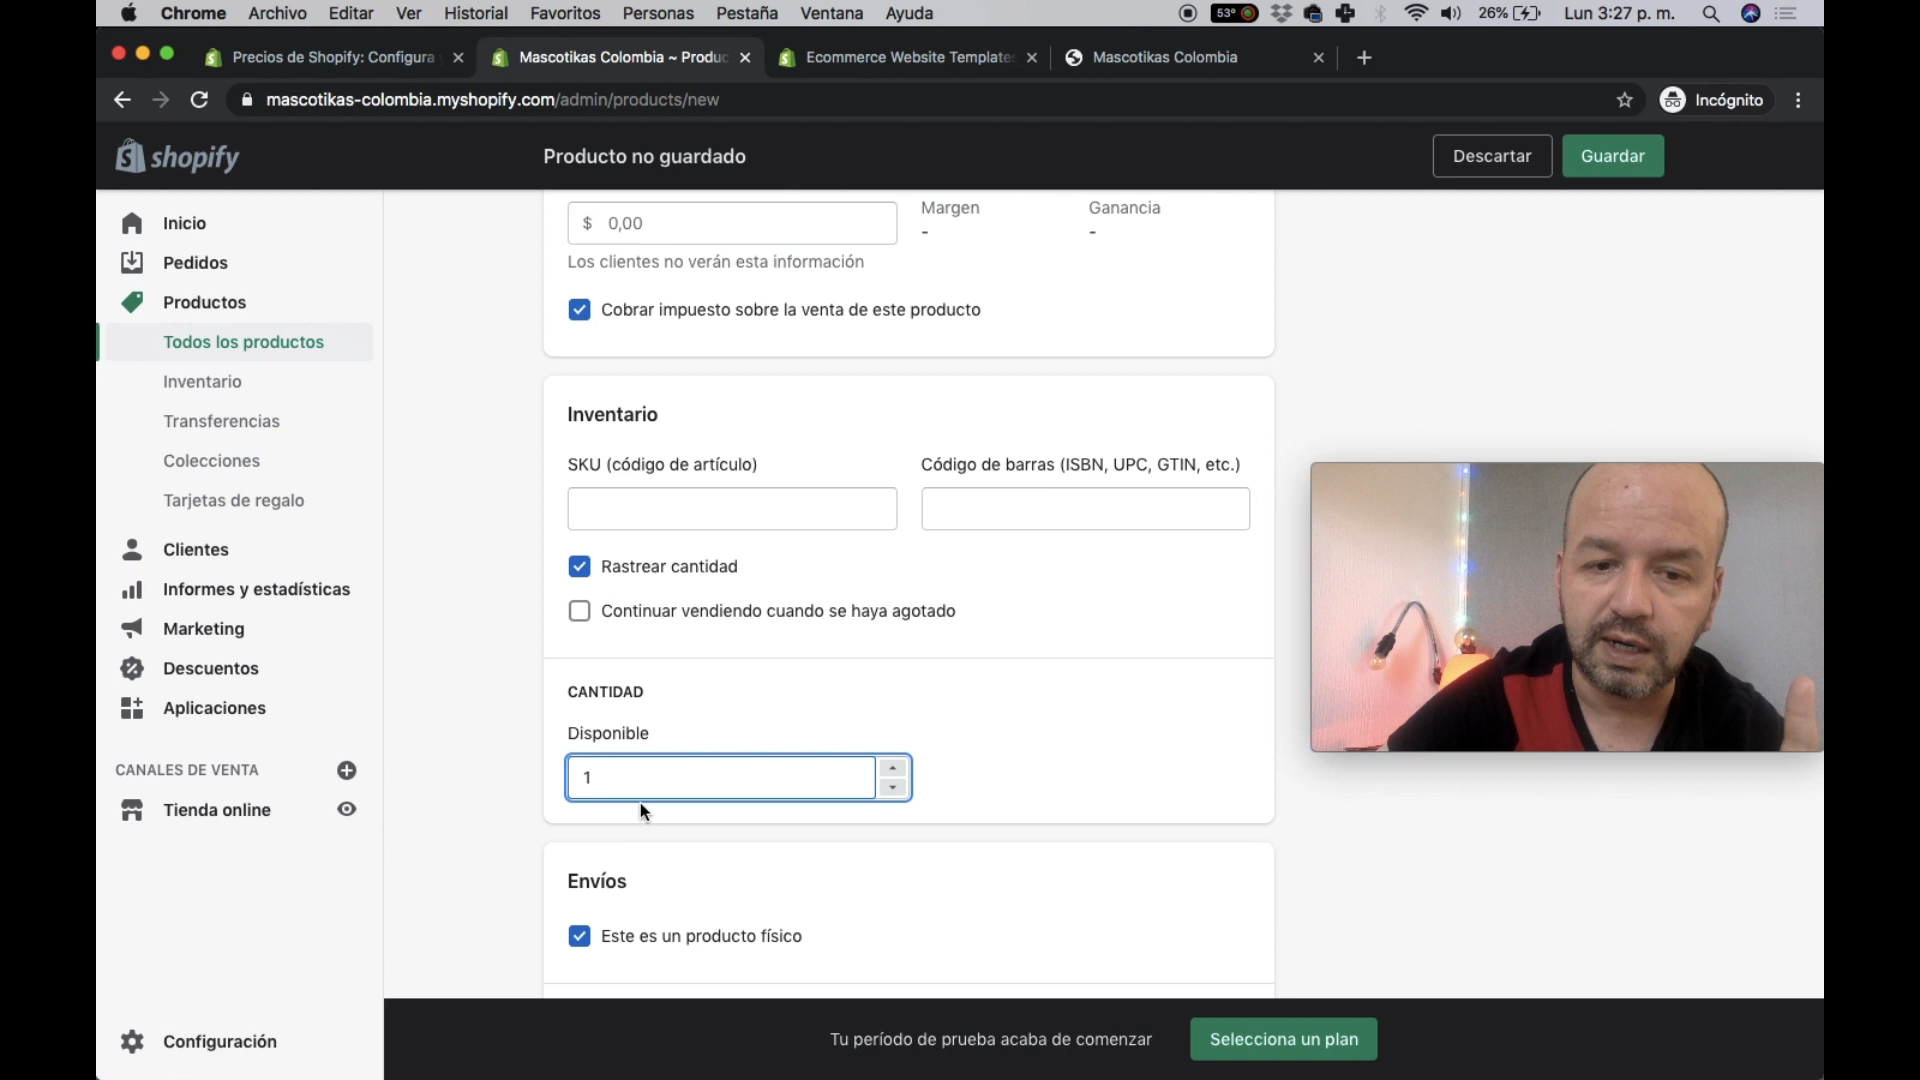 Chrome Archivo Editar Ver Historial Favoritos Personas Pestaña Ventana Ayuda 53° 26% Lun 3:27 p. m.
Precios de Shopify: Configura Mascotikas Colombia ~ Produc Ecommerce Website Template Mascotikas Colombia
mascotikas-colombia.myshopify.com/admin/products/new Incógnito
shopify Producto no guardado Descartar Guardar
Inicio
Pedidos
Productos
Todos los productos
Inventario
Transferencias
Colecciones
Tarjetas de regalo
Clientes
Informes y estadísticas
Marketing
Descuentos
Aplicaciones
CANALES DE VENTA
Tienda online
Configuración
Margen Ganancia
$ 0,00 - -
Los clientes no verán esta información
Cobrar impuesto sobre la venta de este producto
Inventario
SKU (código de artículo) Código de barras (ISBN, UPC, GTIN, etc.)
Rastrear cantidad
Continuar vendiendo cuando se haya agotado
CANTIDAD
Disponible
1
Envíos
Este es un producto físico
Tu período de prueba acaba de comenzar Selecciona un plan